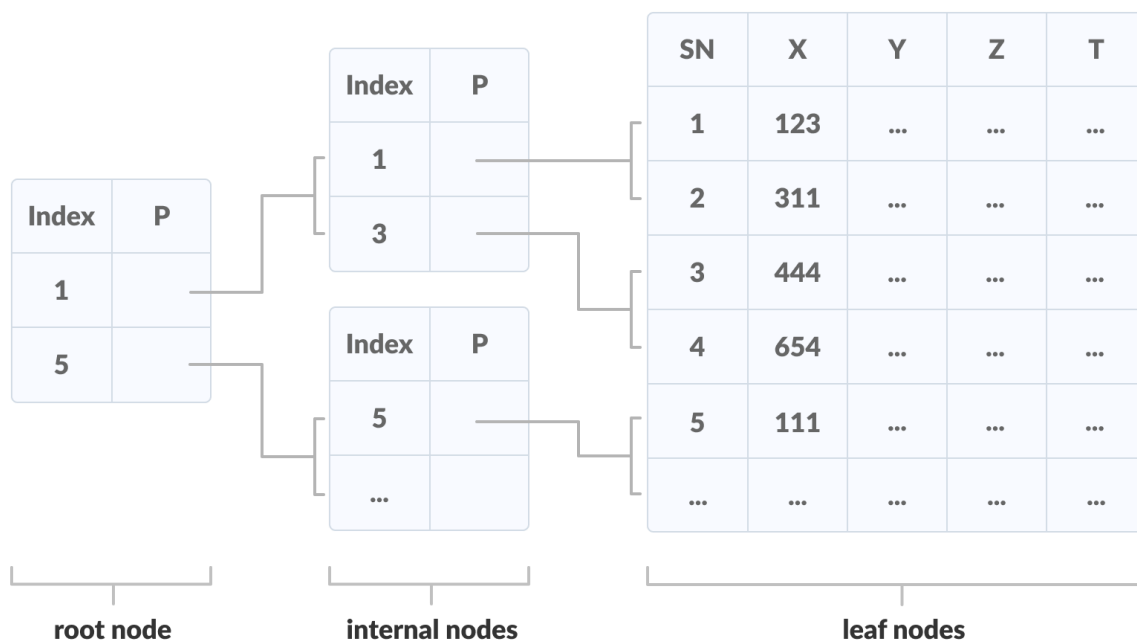 Index P
1
5
root node
Index P
1
3
Index P
5
...
internal nodes
SN X Y Z T
1 123 ... ... ...
2 311 ... ... ...
3 444 ... ... ...
4 654 ... ... ...
5 111 ... ... ...
... ... ... ... ...
leaf nodes